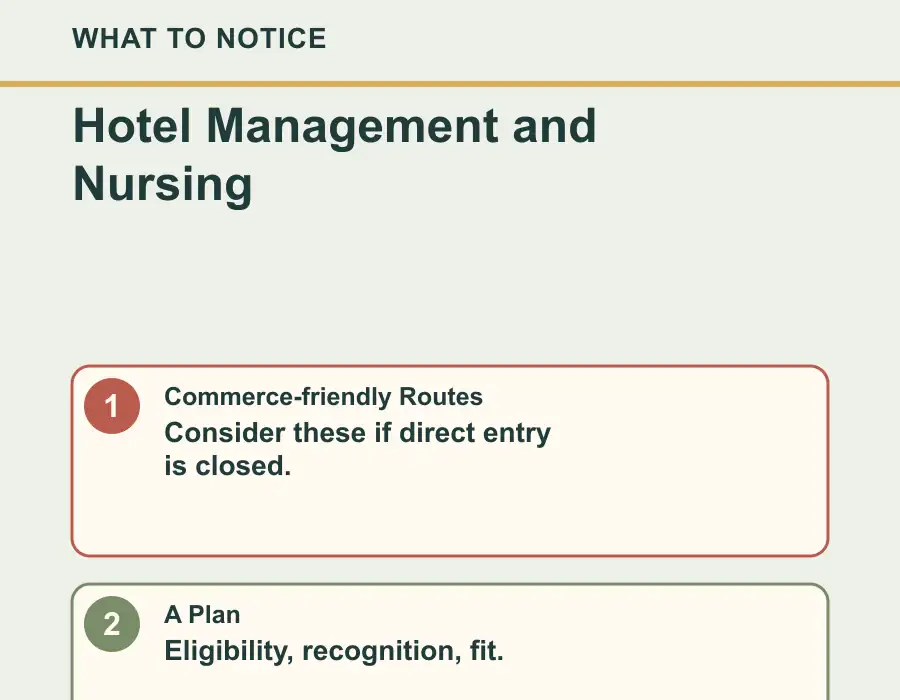 WHAT TO NOTICE
Hotel Management and
Nursing
1
Commerce-friendly Routes
Consider these if direct entry
is closed.
2
A Plan
Eligibility, recognition, fit.